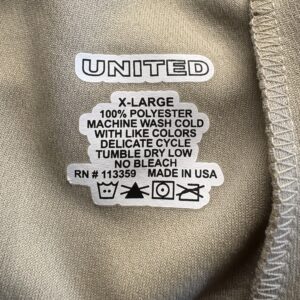 UNITED
X-LARGE
100% POLYESTER
MACHINE WASH COLD
WITH LIKE COLORS
DELICATE CYCLE
TUMBLE DRY LOW
NO BLEACH
RN # 113359 MADE IN USA